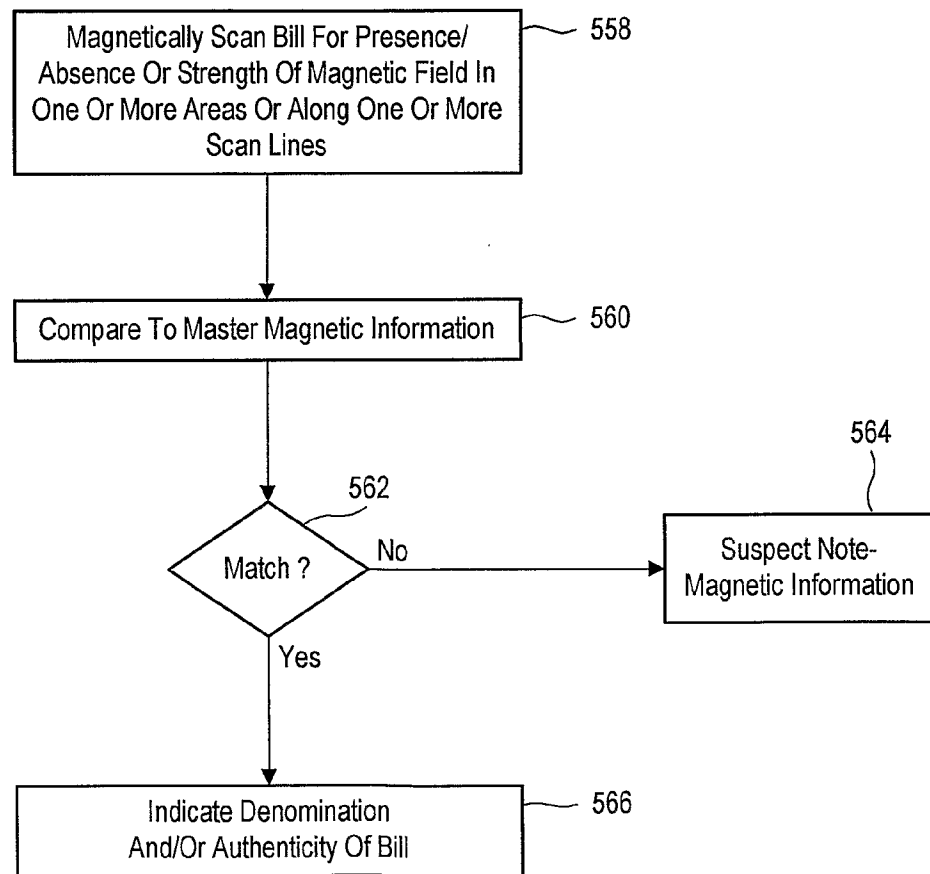 Magnetically Scan Bill For Presence/
Absence Or Strength Of Magnetic Field In
One Or More Areas Or Along One Or More
Scan Lines
558
Compare To Master Magnetic Information
560
562
Match ?
No
564
Suspect Note-
Magnetic Information
Yes
Indicate Denomination
And/Or Authenticity Of Bill
566